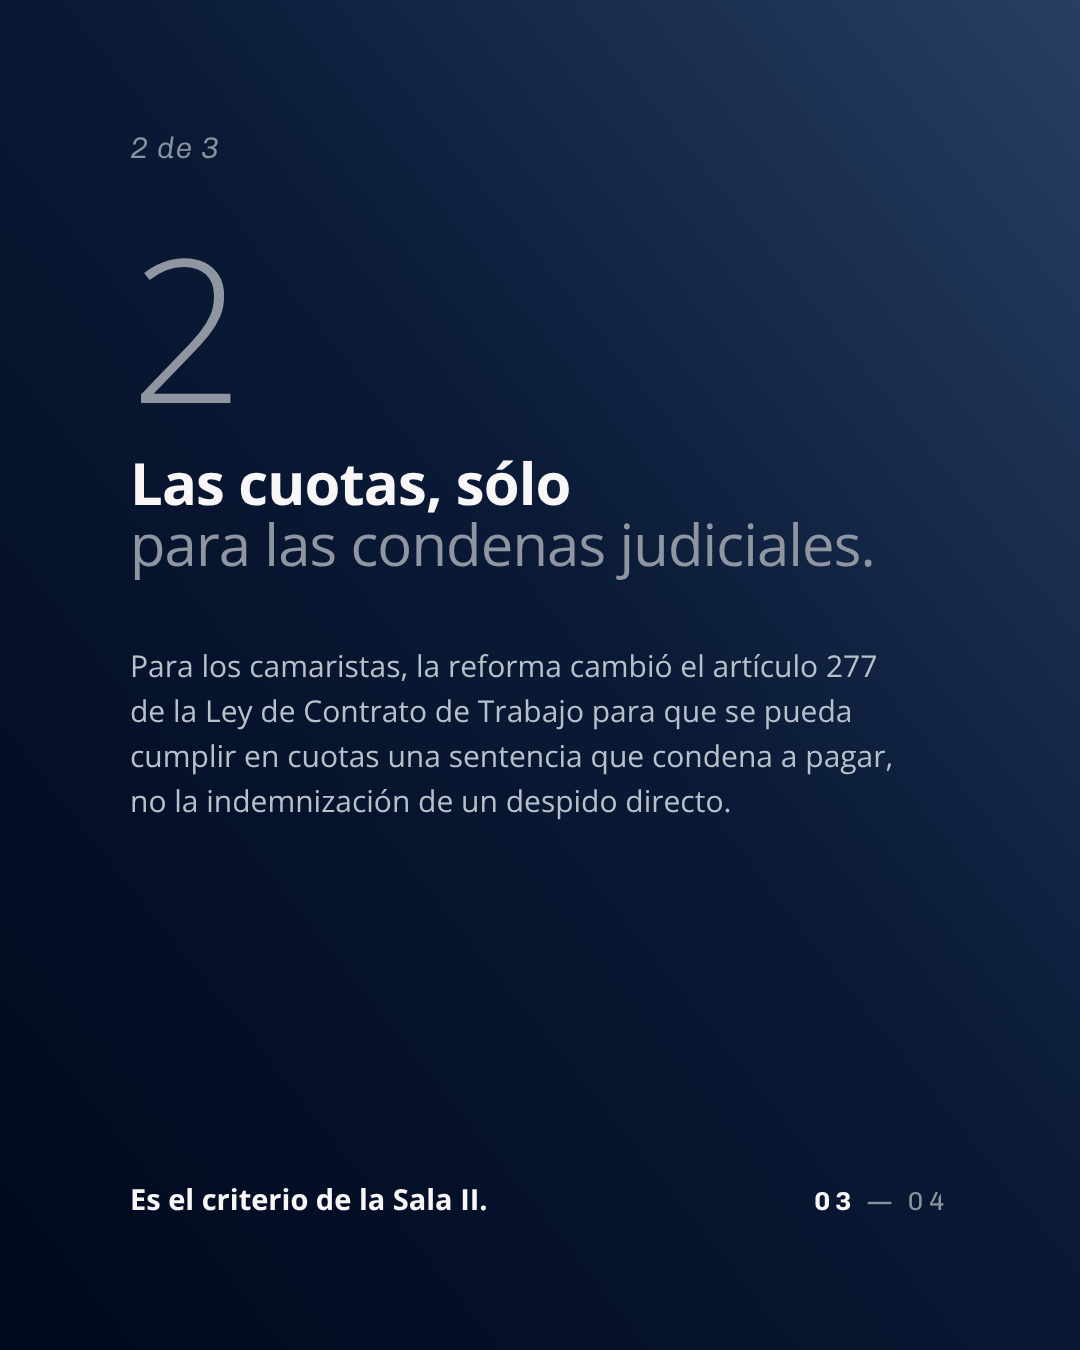 2 de 3
2
Las cuotas, sólo
para las condenas judiciales.
Para los camaristas, la reforma cambió el artículo 277
de la Ley de Contrato de Trabajo para que se pueda
cumplir en cuotas una sentencia que condena a pagar,
no la indemnización de un despido directo.
Es el criterio de la Sala II.
03 — 04